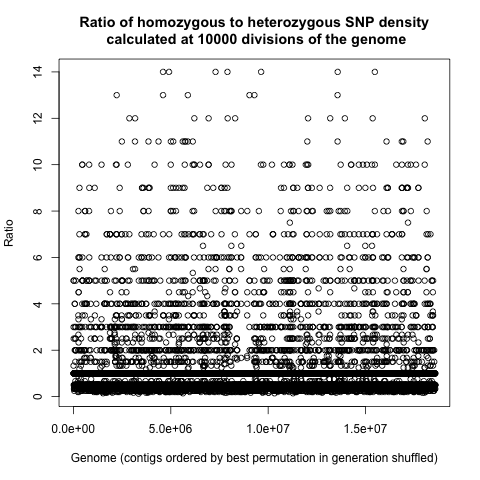 Ratio of homozygous to heterozygous SNP density
calculated at 10000 divisions of the genome
14
12
10
8
6
4
2
0
Ratio
0.0e+00 5.0e+06 1.0e+07 1.5e+07
Genome (contigs ordered by best permutation in generation shuffled)